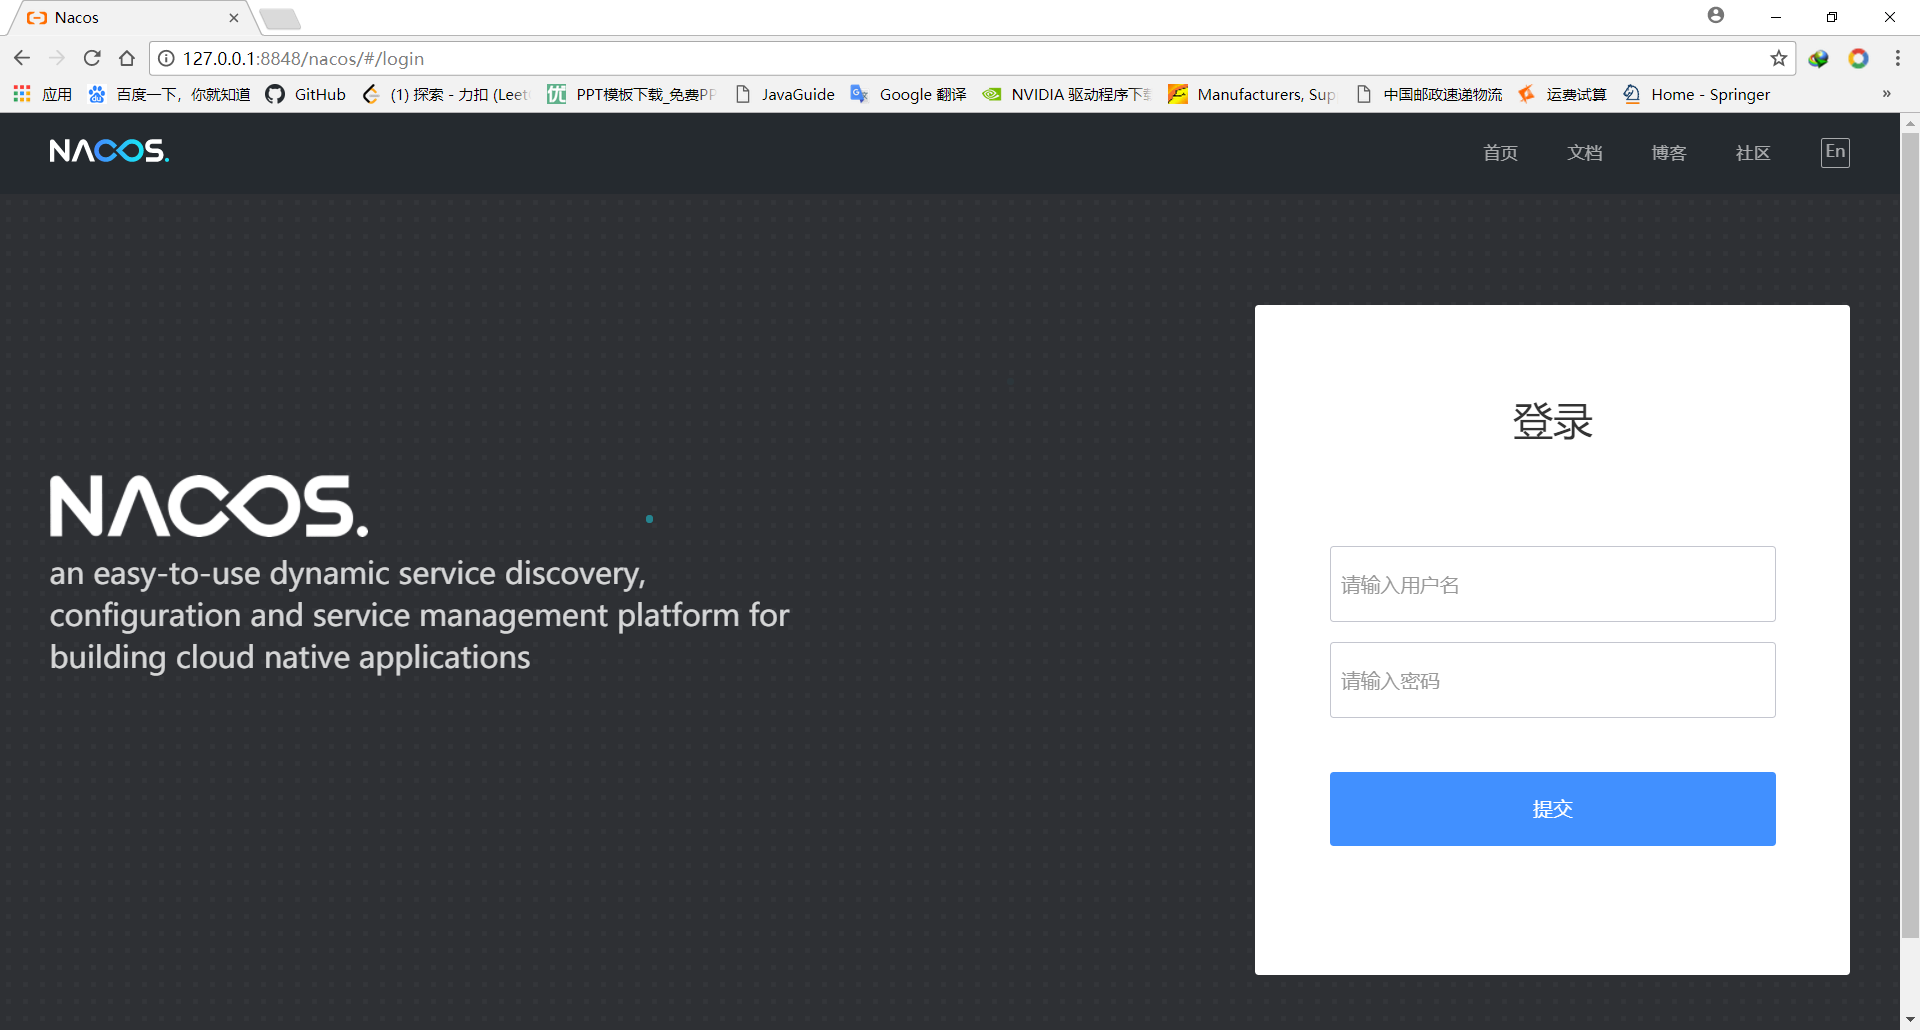 Nacos
127.0.0.1:8848/nacos/#/login
应用
百度一下，你就知道
GitHub
(1) 探索 - 力扣 (Leet
PPT模板下载_免费PP
JavaGuide
Google 翻译
NVIDIA 驱动程序下
Manufacturers, Sup
中国邮政速递物流
运费试算
Home - Springer
»
NACOS.
首页
文档
博客
社区
En
登录
NACOS.
an easy-to-use dynamic service discovery,
configuration and service management platform for
building cloud native applications
请输入用户名
请输入密码
提交